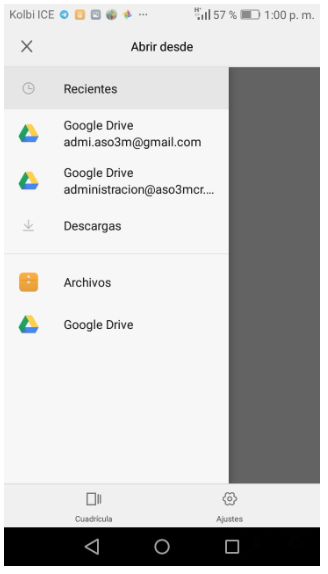 Kolbi ICE ... H+ 57 % 1:00 p. m.
Abrir desde
Recientes
Google Drive
admi.aso3m@gmail.com
Google Drive
administracion@aso3mcr....
Descargas
Archivos
Google Drive
Cuadrícula
Ajustes